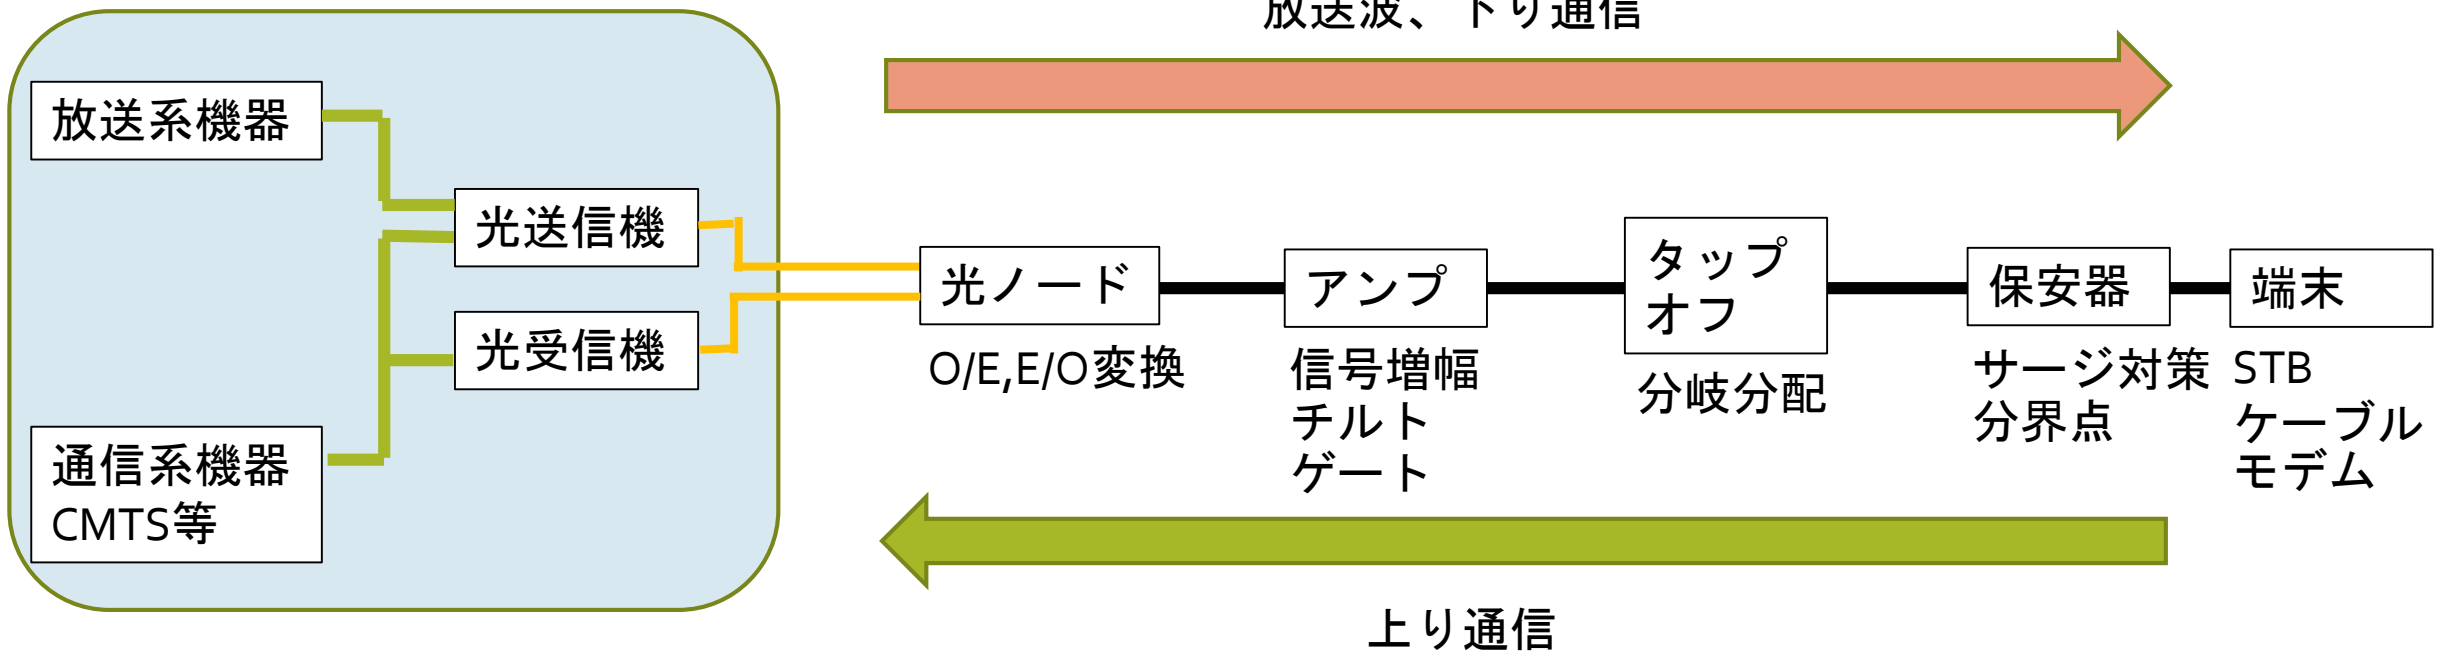 放送波、下り通信
放送系機器
光送信機
光受信機
通信系機器
CMTS等
光ノード
O/E,E/O変換
アンプ
信号増幅
チルト
ゲート
タップ
オフ
分岐分配
保安器
サージ対策
分界点
端末
STB
ケーブル
モデム
上り通信